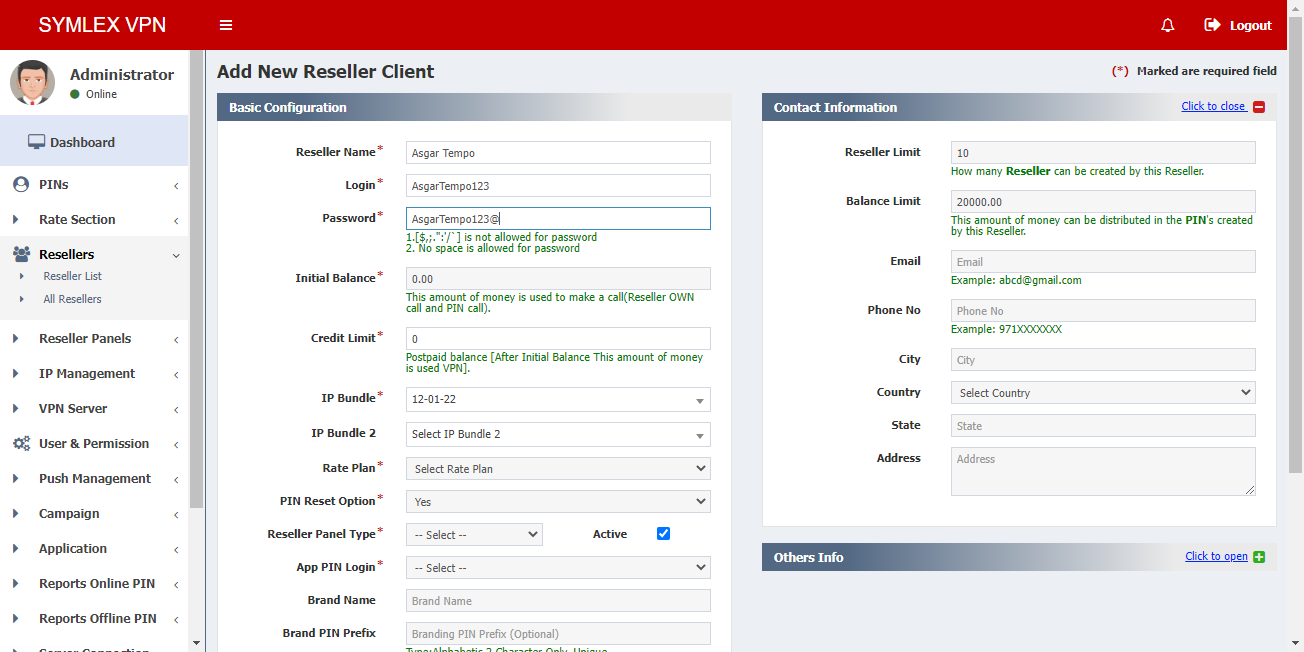 SYMLEX VPN
Logout
Administrator
Online
Dashboard
PINs
Rate Section
Resellers
Reseller List
All Resellers
Reseller Panels
IP Management
VPN Server
User & Permission
Push Management
Campaign
Application
Reports Online PIN
Reports Offline PIN
Server Connection
Add New Reseller Client
(*) Marked are required field
Basic Configuration
Reseller Name* Asgar Tempo
Login* AsgarTempo123
Password* AsgarTempo123@
1.[$,;.":'/`] is not allowed for password
2. No space is allowed for password
Initial Balance* 0.00
This amount of money is used to make a call(Reseller OWN
call and PIN call).
Credit Limit* 0
Postpaid balance [After Initial Balance This amount of money
is used VPN].
IP Bundle* 12-01-22
IP Bundle 2 Select IP Bundle 2
Rate Plan* Select Rate Plan
PIN Reset Option* Yes
Reseller Panel Type* -- Select -- Active
App PIN Login* -- Select --
Brand Name Brand Name
Brand PIN Prefix Branding PIN Prefix (Optional)
Type:Alphabetic 2 Character Only, Unique
Contact Information Click to close
Reseller Limit 10
How many Reseller can be created by this Reseller.
Balance Limit 20000.00
This amount of money can be distributed in the PIN's created
by this Reseller.
Email Email
Example: abcd@gmail.com
Phone No Phone No
Example: 971XXXXXXX
City City
Country Select Country
State State
Address Address
Others Info Click to open